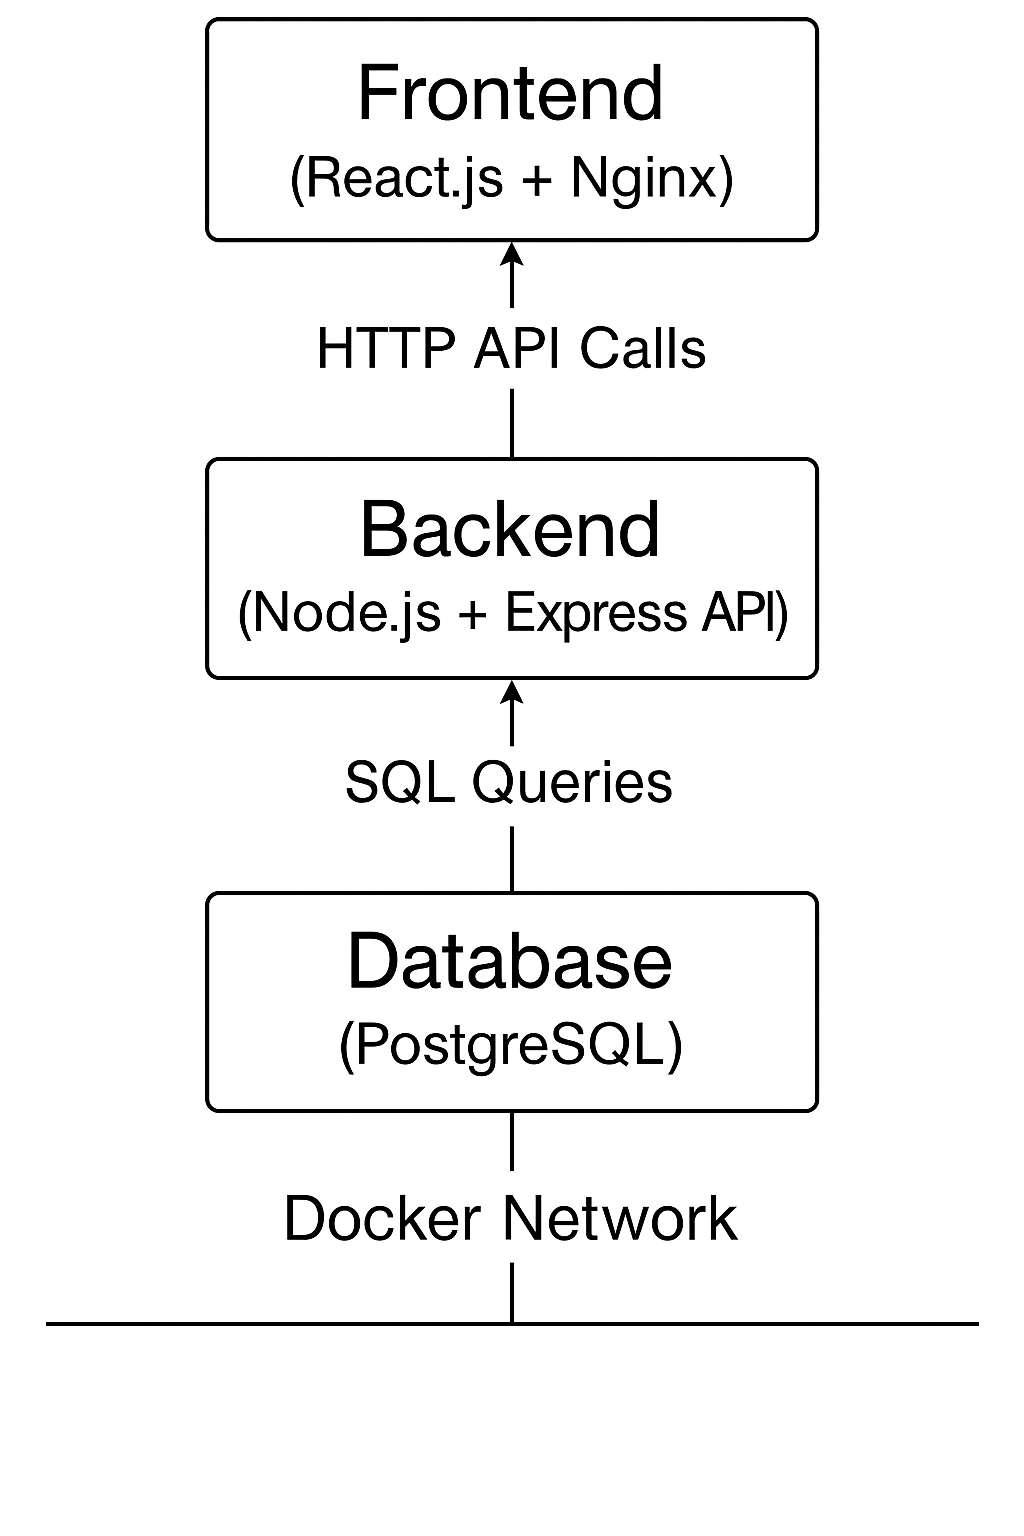 Frontend
(React.js + Nginx)
HTTP API Calls
Backend
(Node.js + Express API)
SQL Queries
Database
(PostgreSQL)
Docker Network